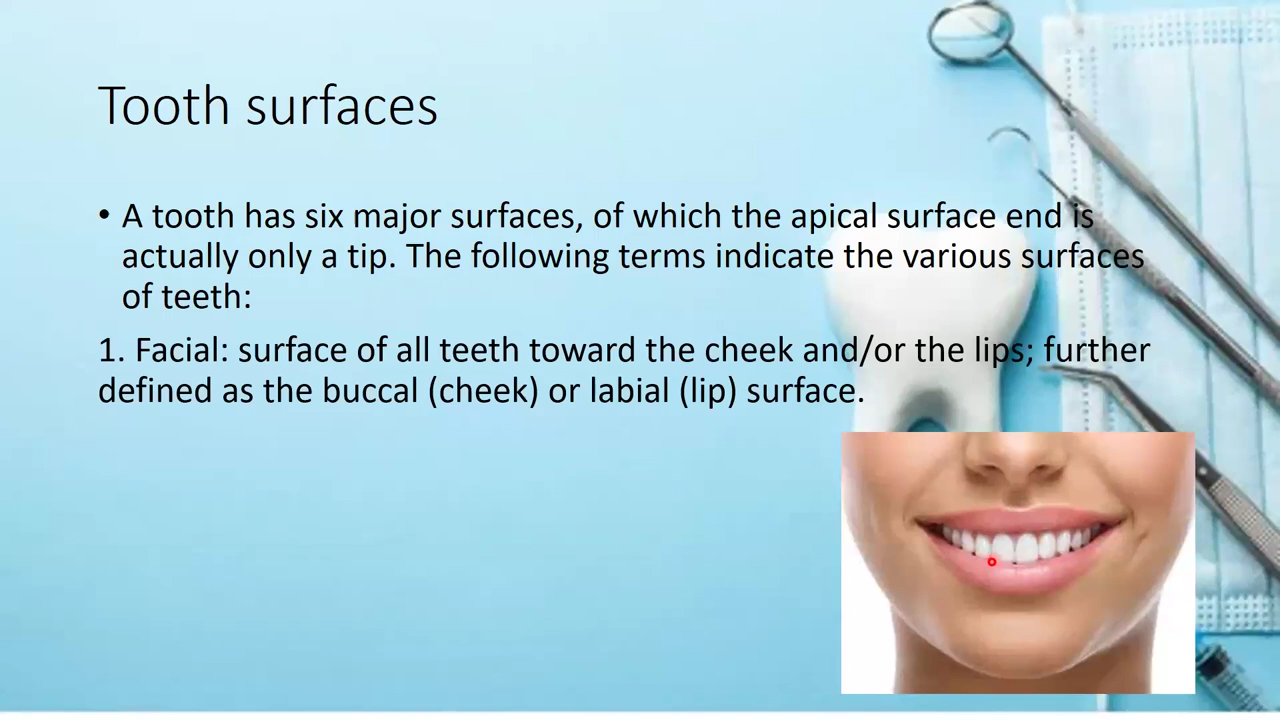 Tooth surfaces
• A tooth has six major surfaces, of which the apical surface end is
actually only a tip. The following terms indicate the various surfaces
of teeth:
1. Facial: surface of all teeth toward the cheek and/or the lips; further
defined as the buccal (cheek) or labial (lip) surface.